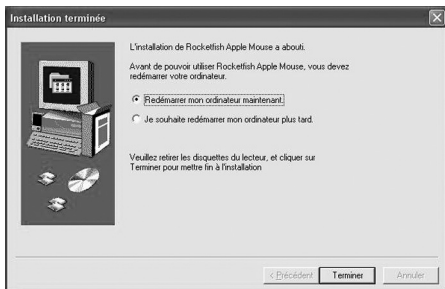 Installation terminée
L'installation de Rocketfish Apple Mouse a abouti.
Avant de pouvoir utiliser Rocketfish Apple Mouse, vous devez
redémarrer votre ordinateur.
Redémarrer mon ordinateur maintenant.
Je souhaite redémarrer mon ordinateur plus tard.
Veuillez retirer les disquettes du lecteur, et cliquer sur
Terminer pour mettre fin à l'installation
< Précédent
Terminer
Annuler